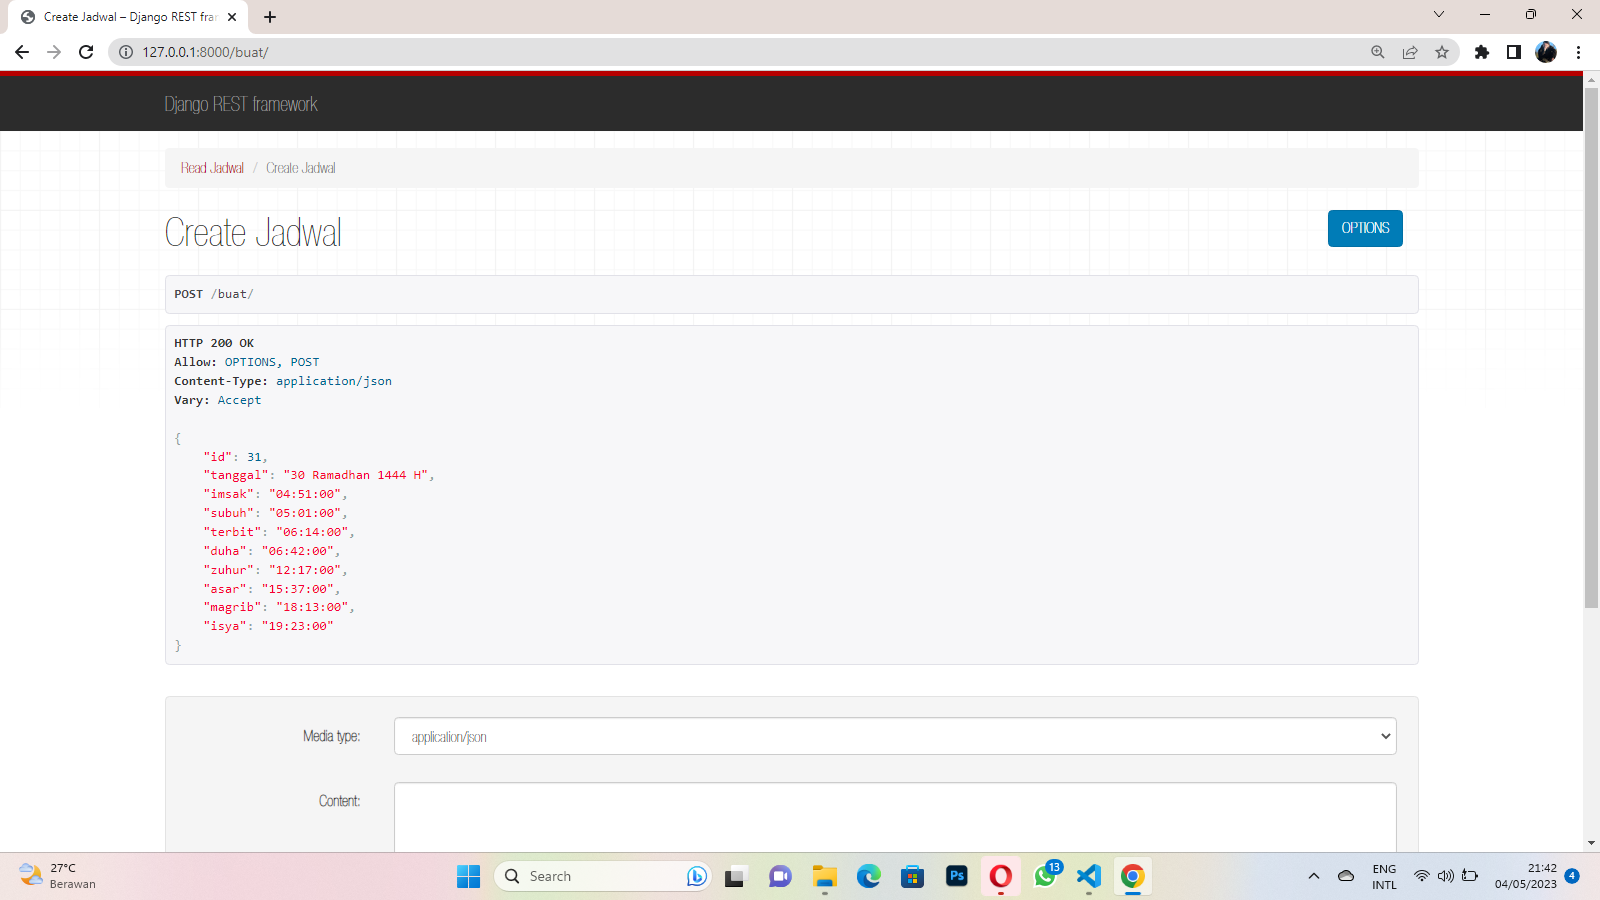 Create Jadwal – Django REST fra
127.0.0.1:8000/buat/
Django REST framework
Read Jadwal / Create Jadwal
Create Jadwal
OPTIONS
POST /buat/
HTTP 200 OK
Allow: OPTIONS, POST
Content-Type: application/json
Vary: Accept
{
"id": 31,
"tanggal": "30 Ramadhan 1444 H",
"imsak": "04:51:00",
"subuh": "05:01:00",
"terbit": "06:14:00",
"duha": "06:42:00",
"zuhur": "12:17:00",
"asar": "15:37:00",
"magrib": "18:13:00",
"isya": "19:23:00"
}
Media type:
application/json
Content:
27°C
Berawan
Search
Ps
13
ENG
INTL
21:42
04/05/2023
4